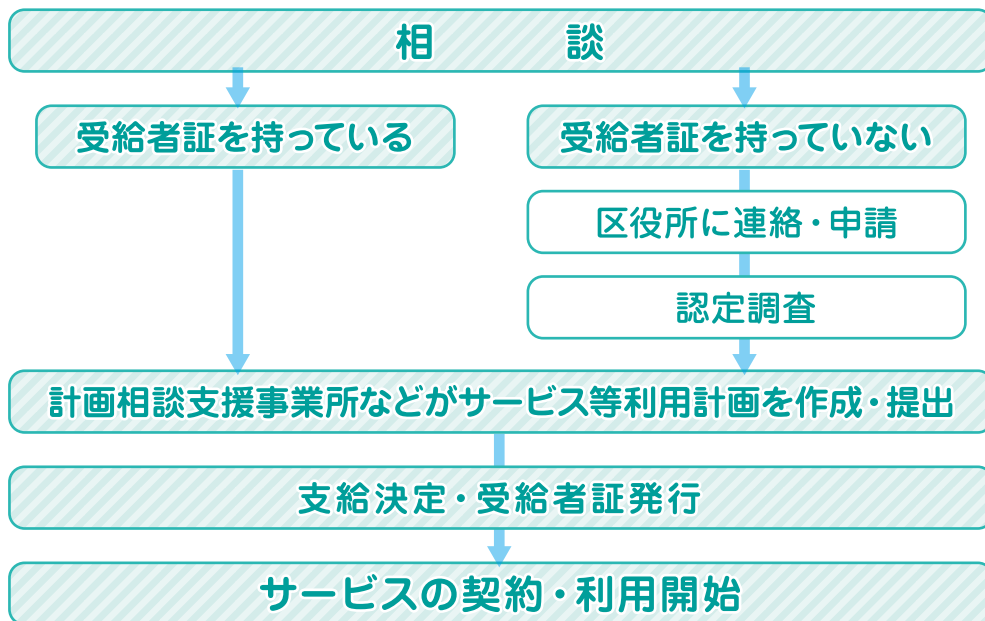 相談
受給者証を持っている
受給者証を持っていない
区役所に連絡・申請
認定調査
計画相談支援事業所などがサービス等利用計画を作成・提出
支給決定・受給者証発行
サービスの契約・利用開始